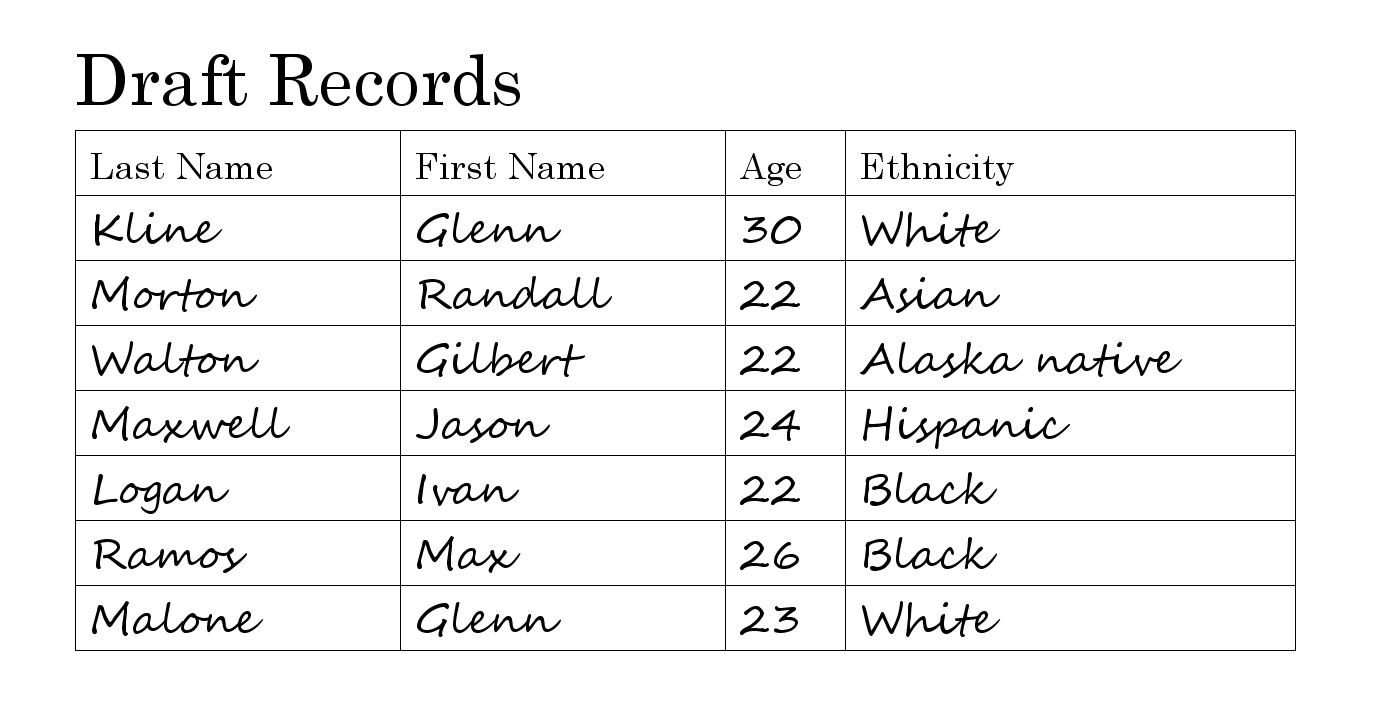 Draft Records
Last Name First Name Age Ethnicity
Kline Glenn 30 White
Morton Randall 22 Asian
Walton Gilbert 22 Alaska native
Maxwell Jason 24 Hispanic
Logan Ivan 22 Black
Ramos Max 26 Black
Malone Glenn 23 White